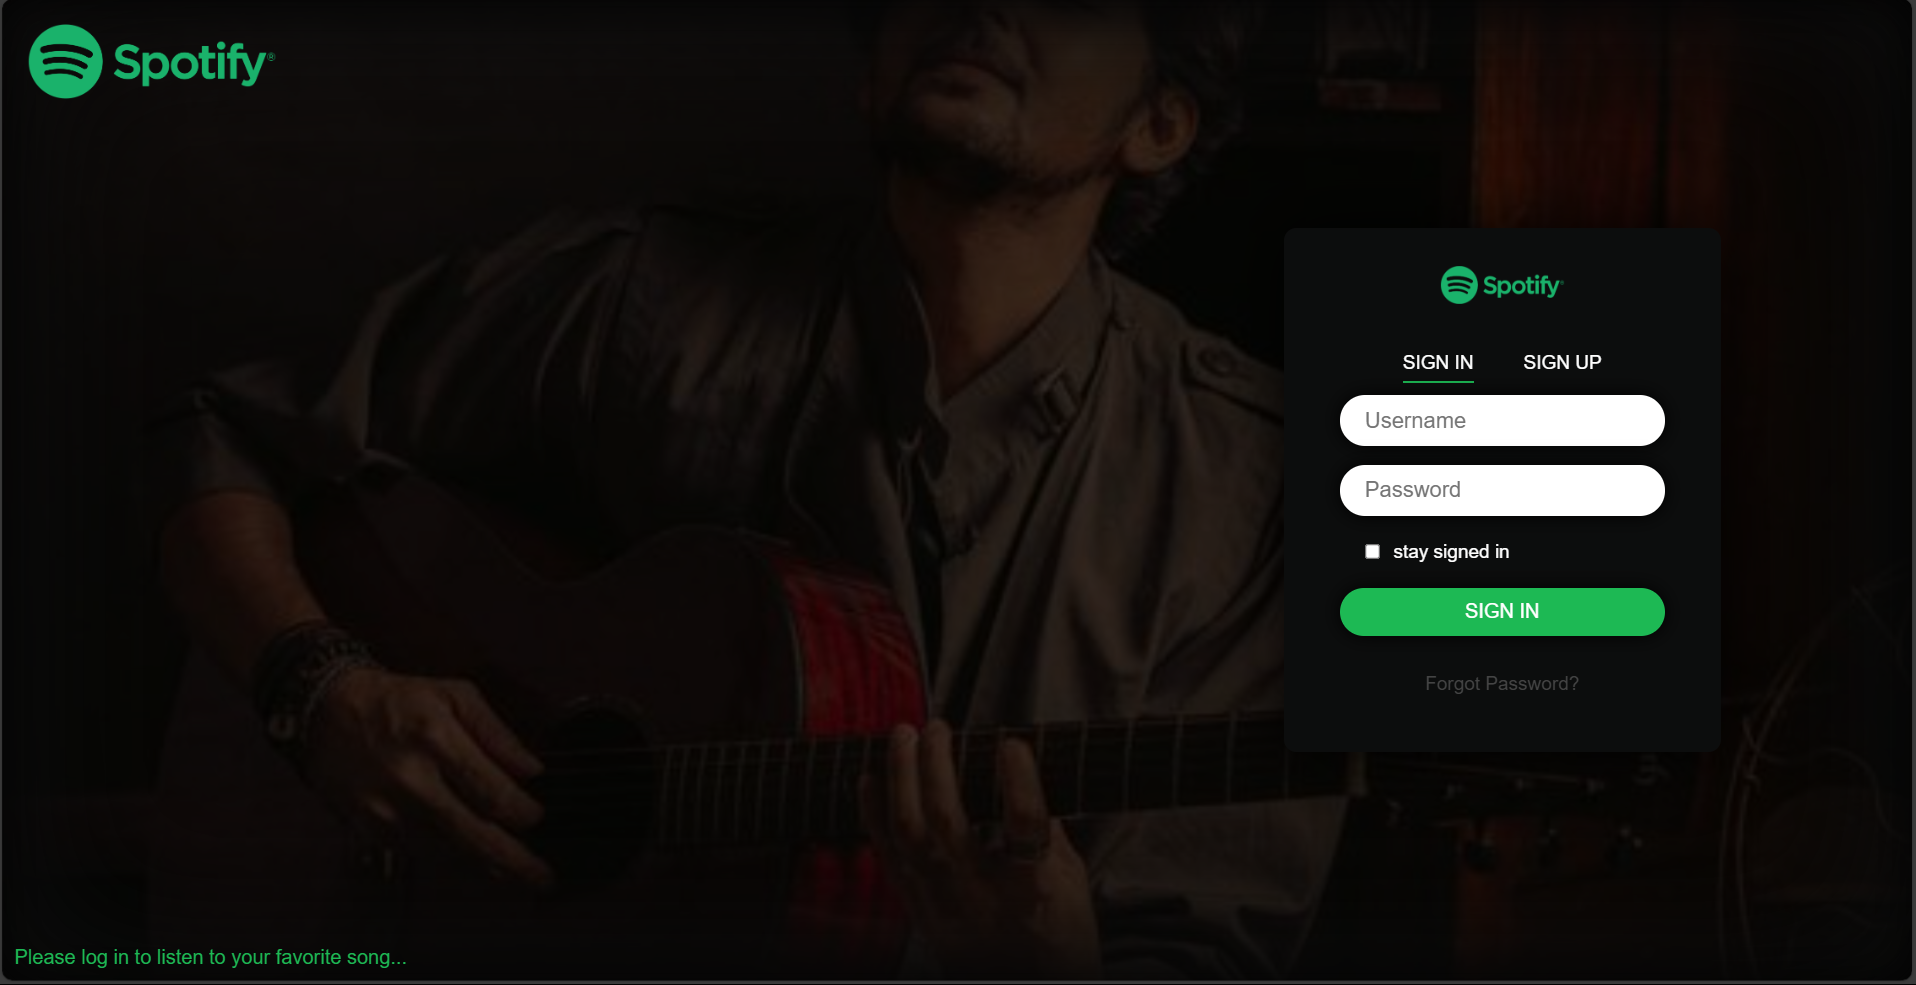 Spotify®
Spotify
SIGN IN SIGN UP
Username
Password
stay signed in
SIGN IN
Forgot Password?
Please log in to listen to your favorite song...